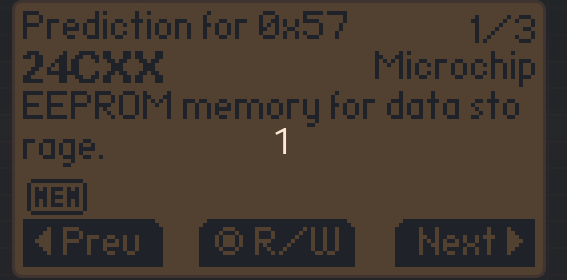 Prediction for 0x57 1/3
24CXX Microchip
EEPROM memory for data sto
rage.
1
MEM
Prev R/W Next